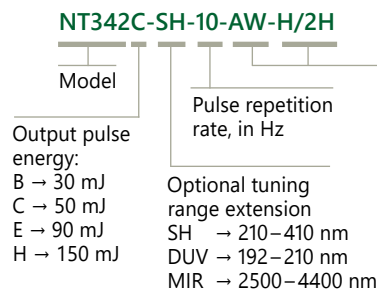 NT342C-SH-10-AW-H/2H
Model
Pulse repetition
rate, in Hz
Output pulse
energy:
B → 30 mJ
C → 50 mJ
E → 90 mJ
H → 150 mJ
Optional tuning
range extension
SH → 210–410 nm
DUV → 192–210 nm
MIR → 2500–4400 nm